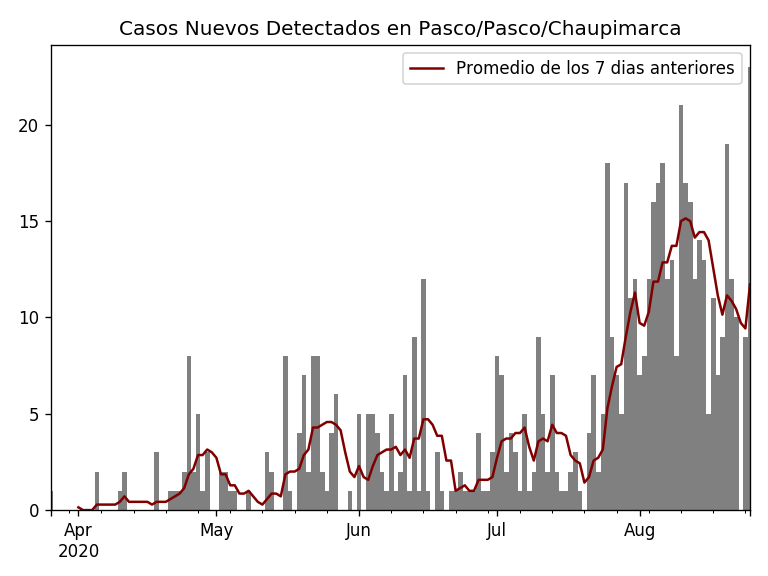 Casos Nuevos Detectados en Pasco/Pasco/Chaupimarca
Promedio de los 7 dias anteriores
20
15
10
5
0
Apr May Jun Jul Aug
2020